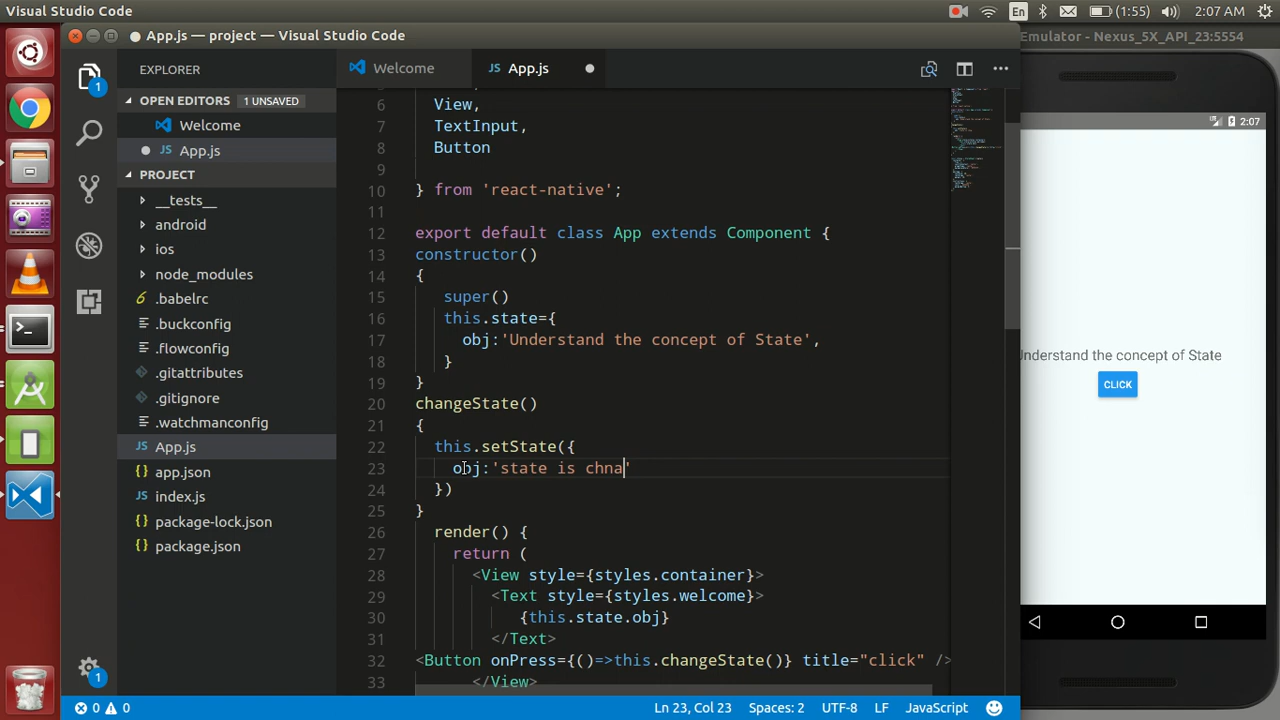 Visual Studio Code
En
(1:55)
2:07 AM
App.js — project — Visual Studio Code
Emulator - Nexus_5X_API_23:5554
EXPLORER
Welcome
App.js
OPEN EDITORS 1 UNSAVED
Welcome
App.js
PROJECT
__tests__
android
ios
node_modules
.babelrc
.buckconfig
.flowconfig
.gitattributes
.gitignore
.watchmanconfig
App.js
app.json
index.js
package-lock.json
package.json
1
1
6 View,
7 TextInput,
8 Button
9
10 } from 'react-native';
11
12 export default class App extends Component {
13 constructor()
14 {
15 super()
16 this.state={
17 obj:'Understand the concept of State',
18 }
19 }
20 changeState()
21 {
22 this.setState({
23 obj:'state is chna'
24 })
25 }
26 render() {
27 return (
28 <View style={styles.container}>
29 <Text style={styles.welcome}>
30 {this.state.obj}
31 </Text>
32 <Button onPress={()=>this.changeState()} title="click" />
33 </View>
2:07
Understand the concept of State
CLICK
0 0
Ln 23, Col 23
Spaces: 2
UTF-8
LF
JavaScript